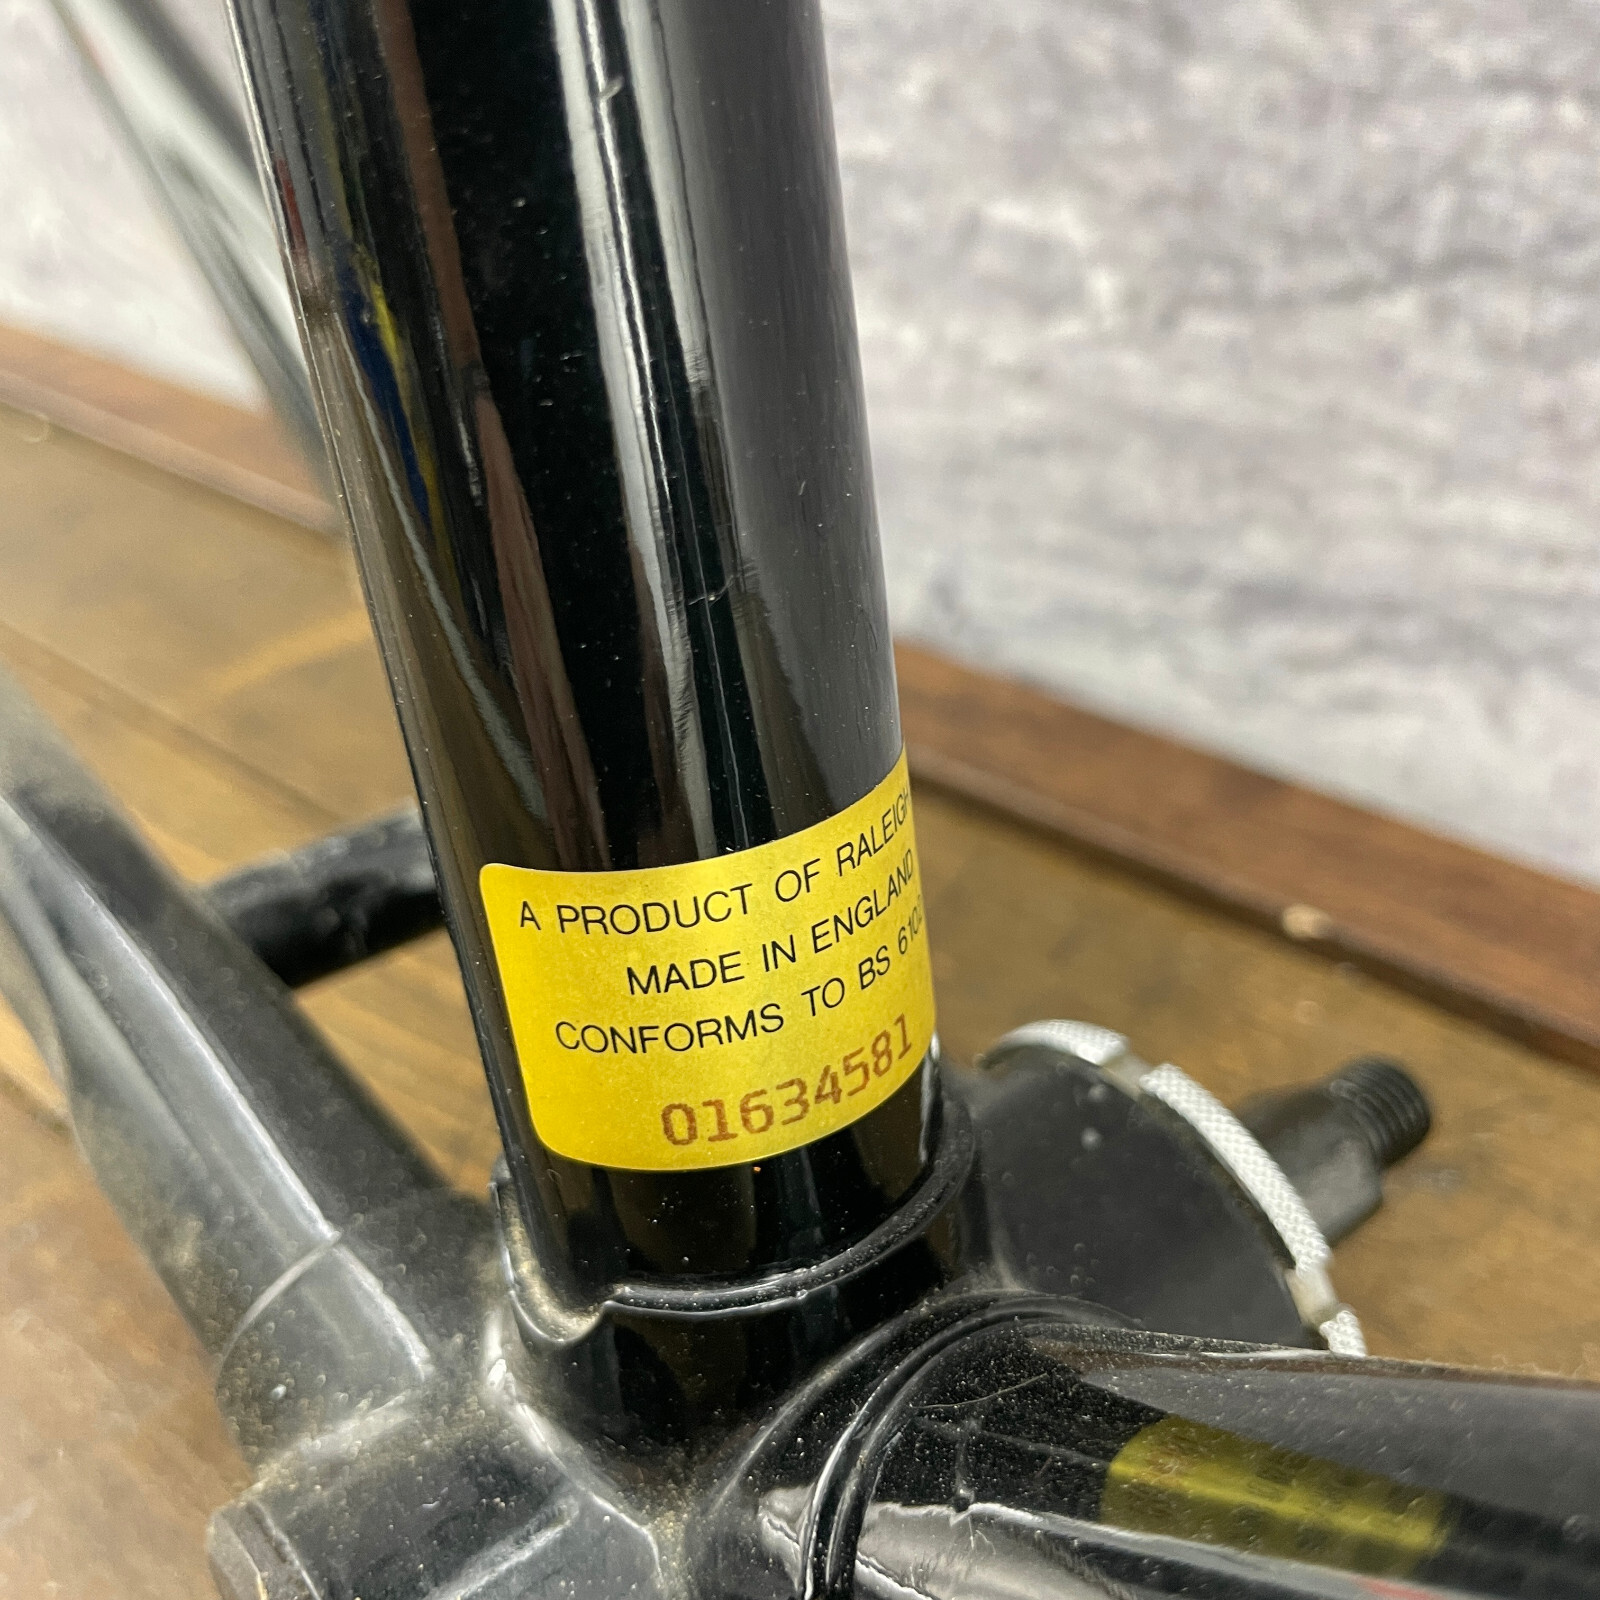 A PRODUCT OF RALEIGH
MADE IN ENGLAND
CONFORMS TO BS
01634581